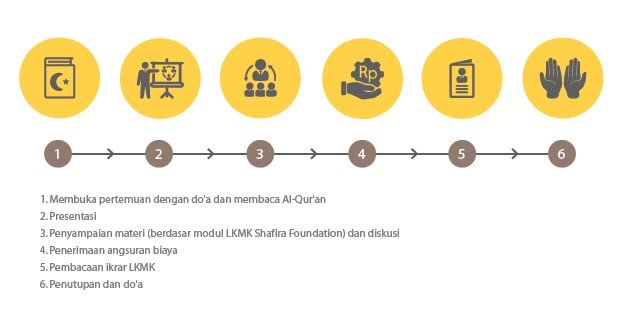 Rp
1 2 3 4 5 6
1. Membuka pertemuan dengan do'a dan membaca Al-Qur'an
2. Presentasi
3. Penyampaian materi (berdasar modul LKMK Shafira Foundation) dan diskusi
4. Penerimaan angsuran biaya
5. Pembacaan ikrar LKMK
6. Penutupan dan do'a